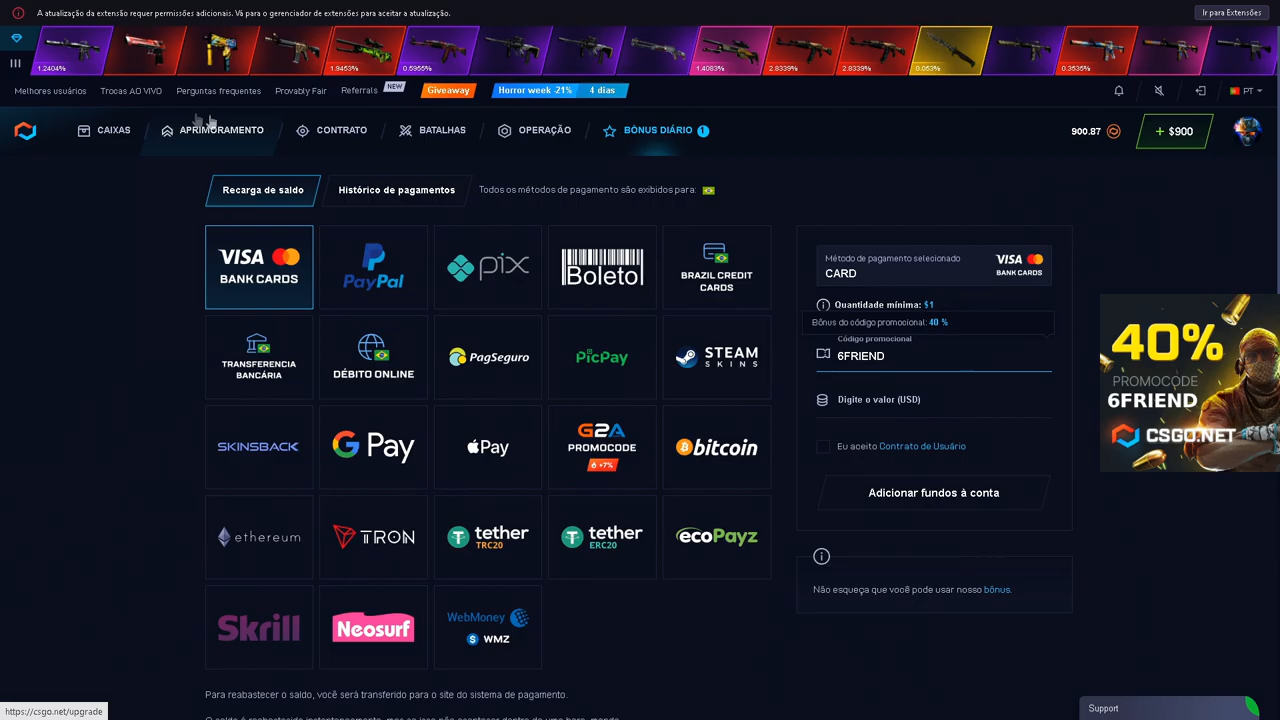 A atualização da extensão requer permissões adicionais. Vá para o gerenciador de extensões para aceitar a atualização.
Ir para Extensões
1.2404%
1.9453%
0.5955%
1.4083%
2.8339%
2.8339%
0.053%
0.3535%
Melhores usuários
Trocas AO VIVO
Perguntas frequentes
Provably Fair
Referrals
NEW
Giveaway
Horror week -21%
4 dias
PT
CAIXAS
APRIMORAMENTO
CONTRATO
BATALHAS
OPERAÇÃO
BÔNUS DIÁRIO 1
900.87
+ $900
Recarga de saldo
Histórico de pagamentos
Todos os métodos de pagamento são exibidos para:
VISA
BANK CARDS
PayPal
pix
Boleto
BRAZIL CREDIT
CARDS
TRANSFERENCIA
BANCÁRIA
DÉBITO ONLINE
PagSeguro
PicPay
STEAM
SKINS
SKINSBACK
G Pay
Pay
G2A
PROMOCODE
+7%
bitcoin
ethereum
TRON
tether
TRC20
tether
ERC20
ecoPayz
Skrill
Neosurf
WebMoney
WMZ
Método de pagamento selecionado
CARD
VISA
BANK CARDS
Quantidade mínima: $1
Bônus do código promocional: 40 %
Código promocional
6FRIEND
Digite o valor (USD)
Eu aceito Contrato de Usuário
Adicionar fundos à conta
Não esqueça que você pode usar nosso bônus.
40%
PROMOCODE
6FRIEND
CSGO.NET
Para reabastecer o saldo, você será transferido para o site do sistema de pagamento.
https://csgo.net/upgrade
Support